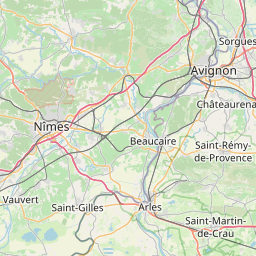 Sorgues
Avignon
Châteaurena
Nîmes
Beaucaire
Saint-Rémy-
de-Provence
Vauvert
Saint-Gilles
Arles
Saint-Martin-
de-Crau